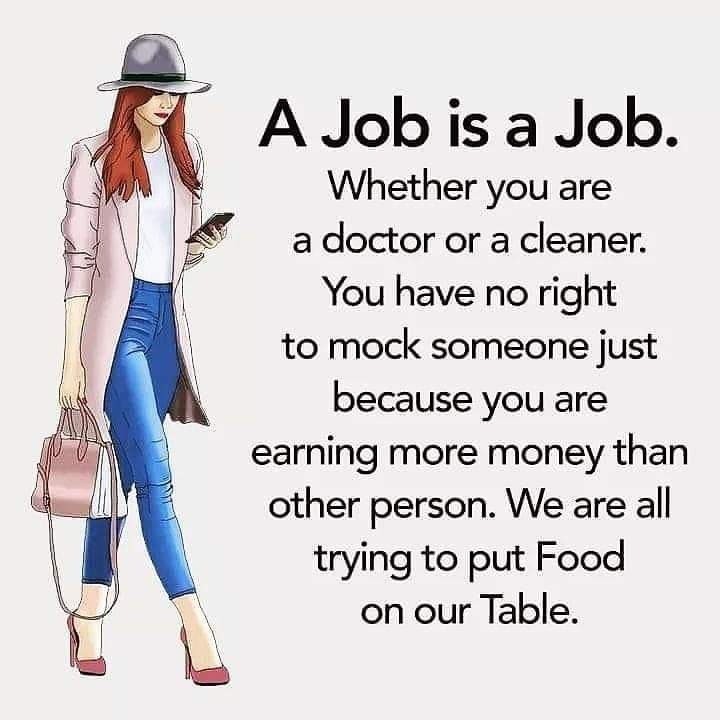 A Job is a Job.
Whether you are
a doctor or a cleaner.
You have no right
to mock someone just
because you are
earning more money than
other person. We are all
trying to put Food
on our Table.